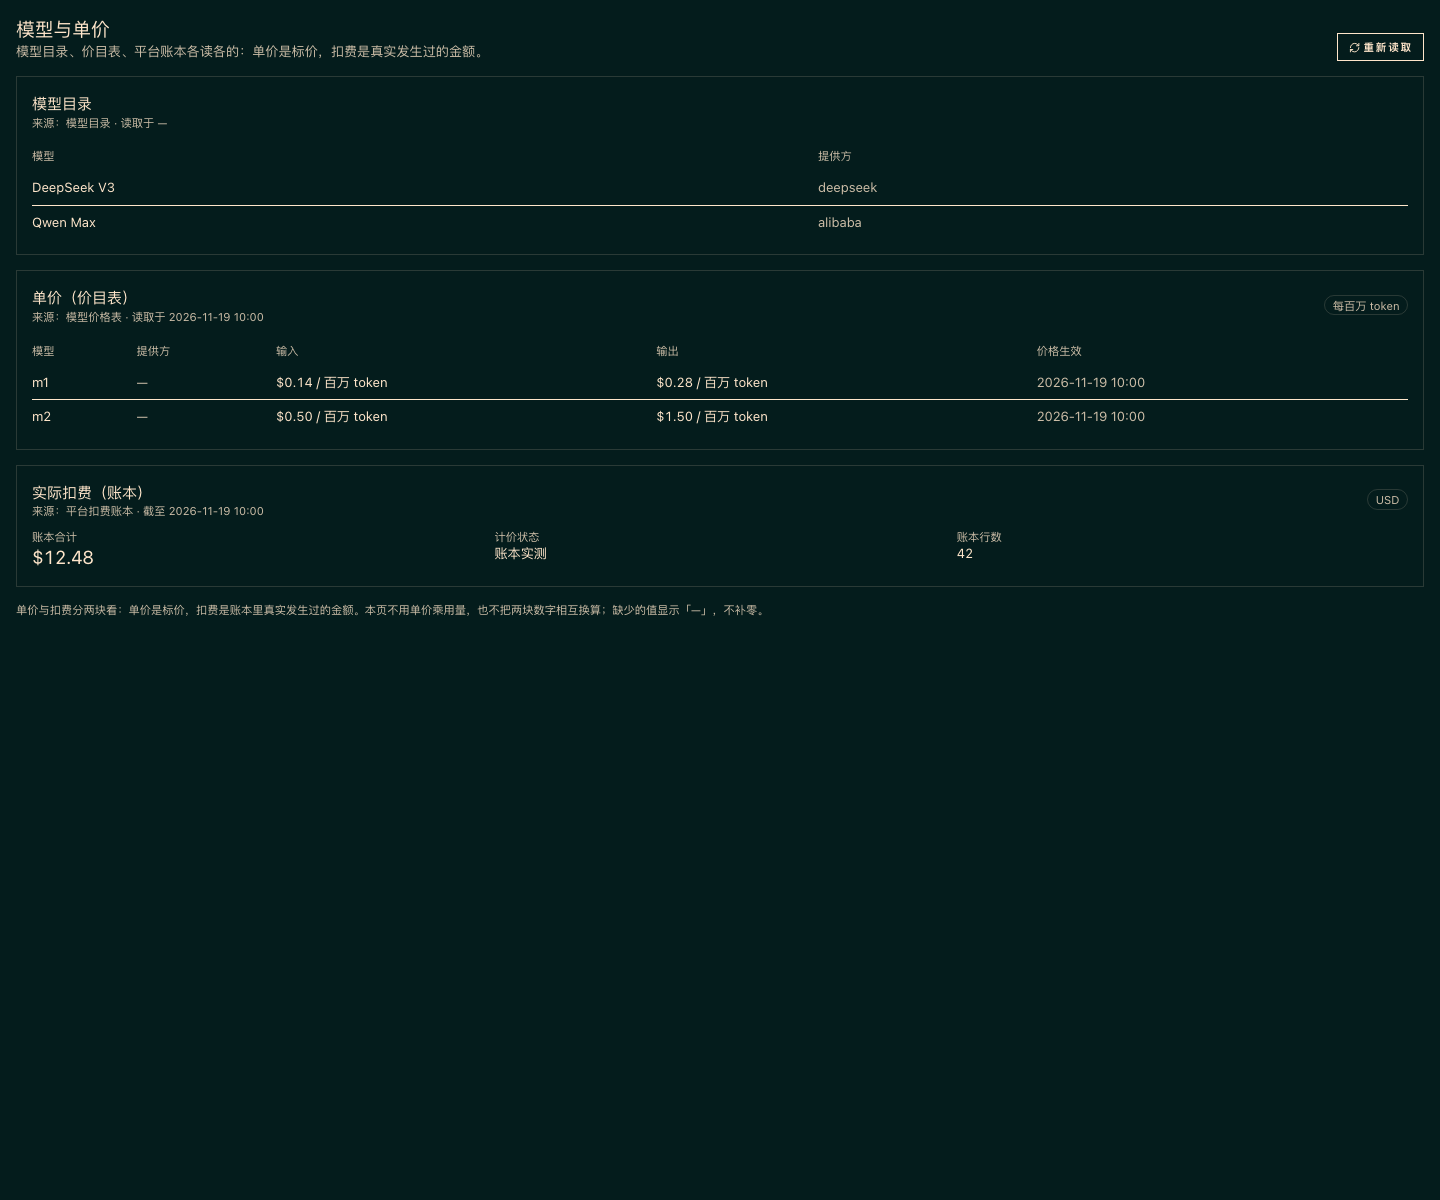 模型与单价
模型目录、价目表、平台账本各读各的：单价是标价，扣费是真实发生过的金额。
重新读取
模型目录
来源：模型目录 · 读取于 —
模型 提供方
DeepSeek V3 deepseek
Qwen Max alibaba
单价（价目表）
来源：模型价格表 · 读取于 2026-11-19 10:00
每百万 token
模型 提供方 输入 输出 价格生效
m1 — $0.14 / 百万 token $0.28 / 百万 token 2026-11-19 10:00
m2 — $0.50 / 百万 token $1.50 / 百万 token 2026-11-19 10:00
实际扣费（账本）
来源：平台扣费账本 · 截至 2026-11-19 10:00
USD
账本合计 计价状态 账本行数
$12.48 账本实测 42
单价与扣费分两块看：单价是标价，扣费是账本里真实发生过的金额。本页不用单价乘用量，也不把两块数字相互换算；缺少的值显示「—」，不补零。